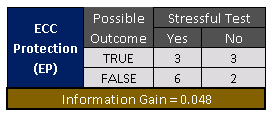 ECC Protection (EP) Possible Outcome Stressful Test
Yes No
TRUE 3 3
FALSE 6 2
Information Gain = 0.048